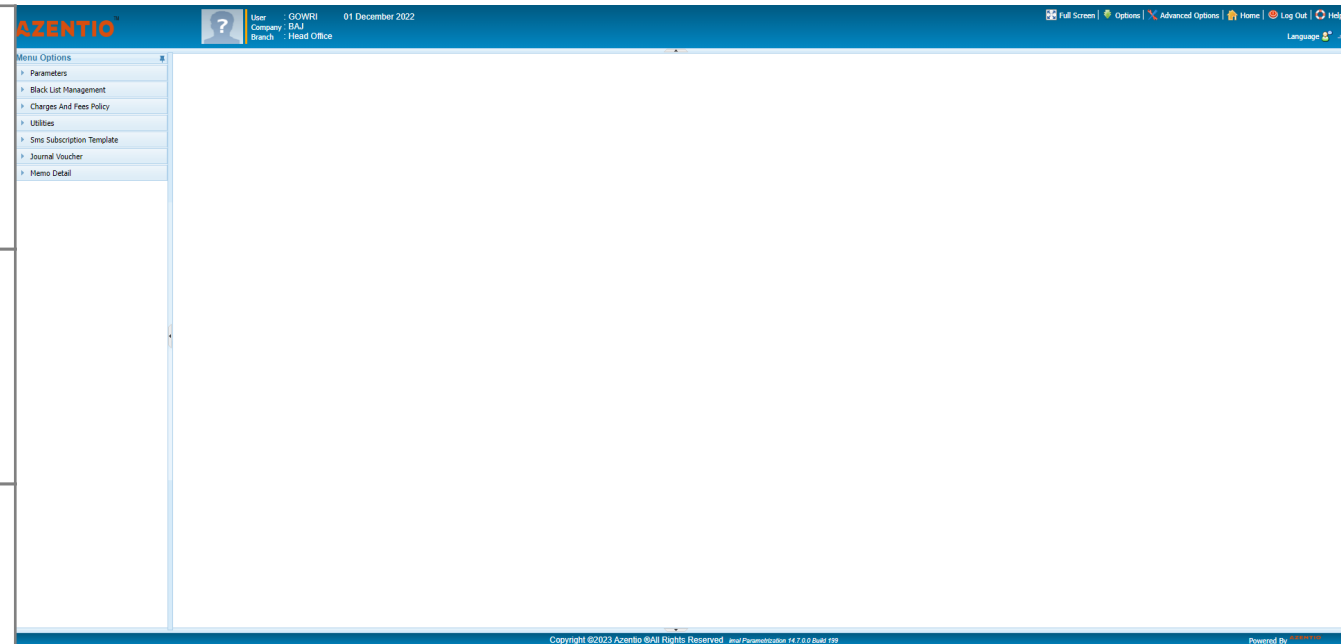 AZENTIO™
User : GOWRI 01 December 2022
Company : BAJ
Branch : Head Office
Full Screen | Options | Advanced Options | Home | Log Out | Help
Language
Menu Options
Parameters
Black List Management
Charges And Fees Policy
Utilities
Sms Subscription Template
Journal Voucher
Memo Detail
Copyright ©2023 Azentio ®All Rights Reserved imal Parametrization 14.7.0.0 Build 199
Powered By AZENTIO